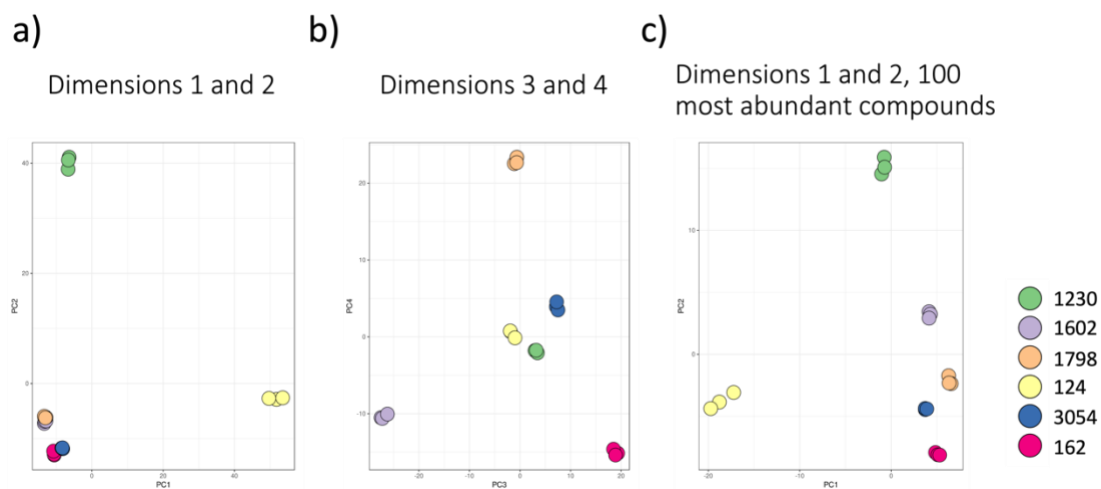 a)
Dimensions 1 and 2
40
20
0
PC2
0
20
40
PC1
b)
Dimensions 3 and 4
20
10
0
-10
PC4
-20
-10
0
10
20
PC3
c)
Dimensions 1 and 2, 100
most abundant compounds
10
0
PC2
-20
-10
0
PC1
1230
1602
1798
124
3054
162